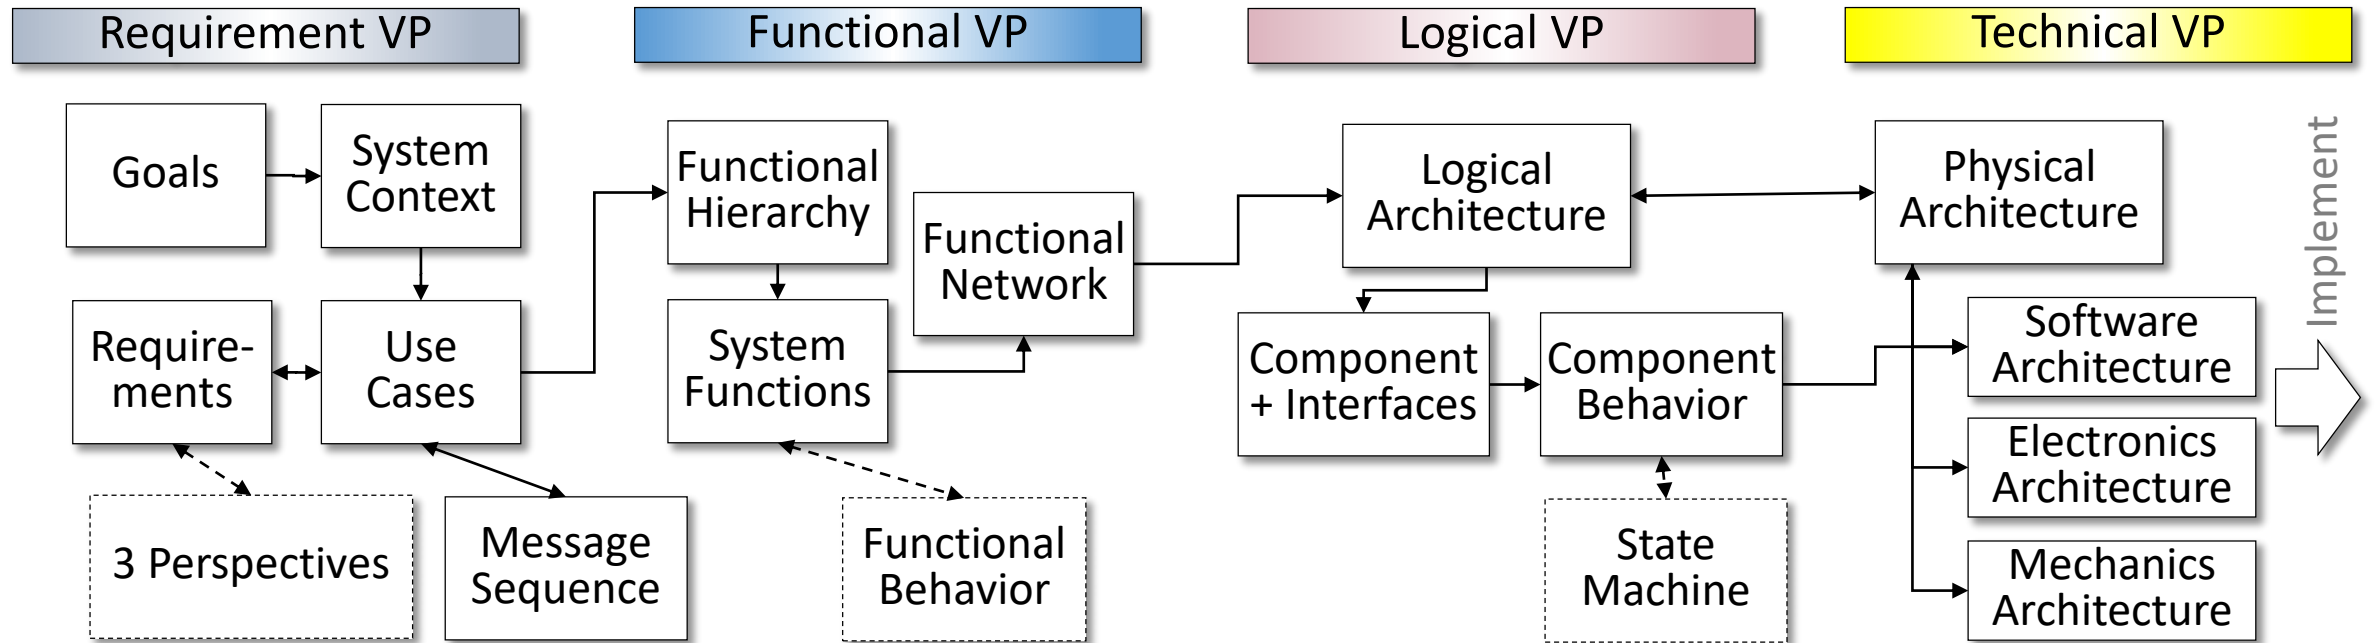 Requirement VP
Functional VP
Logical VP
Technical VP
Goals
System
Context
Require-
ments
Use
Cases
3 Perspectives
Message
Sequence
Functional
Hierarchy
System
Functions
Functional
Network
Functional
Behavior
Logical
Architecture
Component
+ Interfaces
Component
Behavior
State
Machine
Physical
Architecture
Software
Architecture
Electronics
Architecture
Mechanics
Architecture
Implement